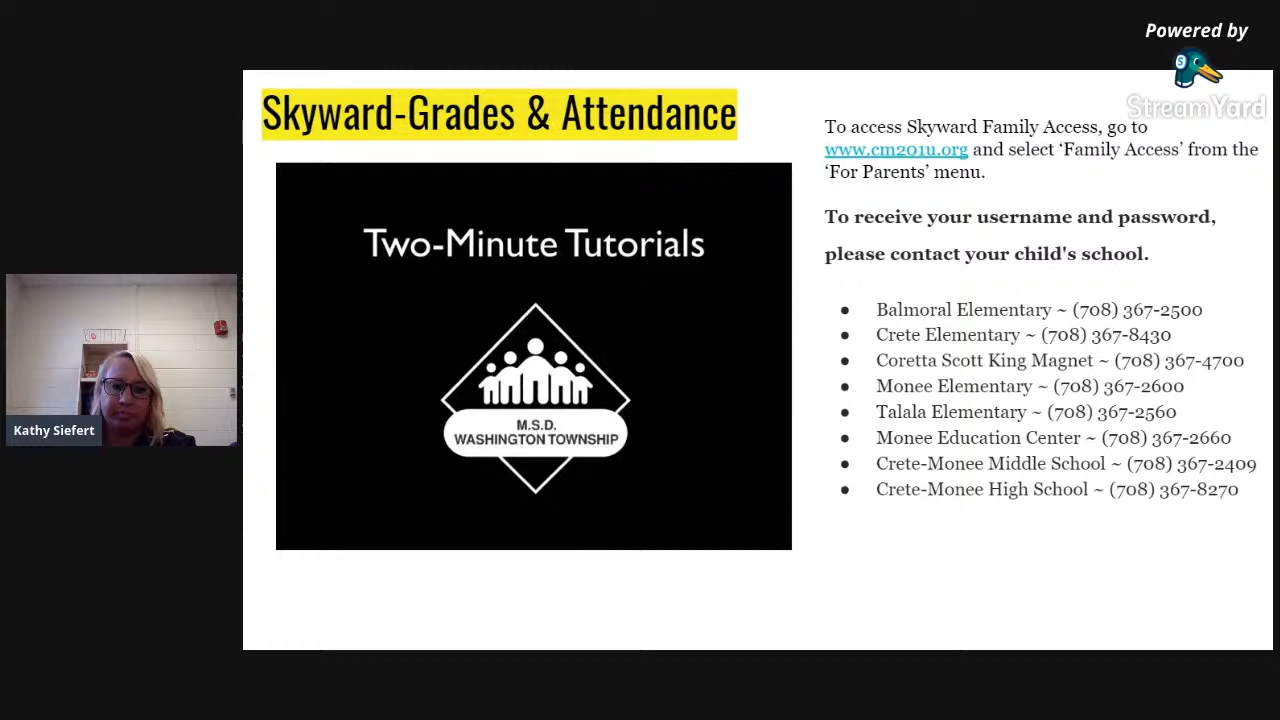 Powered by
StreamYard
Skyward-Grades & Attendance
Two-Minute Tutorials
M.S.D.
WASHINGTON TOWNSHIP
Kathy Siefert
To access Skyward Family Access, go to
www.cm201u.org and select ‘Family Access’ from the
‘For Parents’ menu.
To receive your username and password,
please contact your child's school.
● Balmoral Elementary ~ (708) 367-2500
● Crete Elementary ~ (708) 367-8430
● Coretta Scott King Magnet ~ (708) 367-4700
● Monee Elementary ~ (708) 367-2600
● Talala Elementary ~ (708) 367-2560
● Monee Education Center ~ (708) 367-2660
● Crete-Monee Middle School ~ (708) 367-2409
● Crete-Monee High School ~ (708) 367-8270